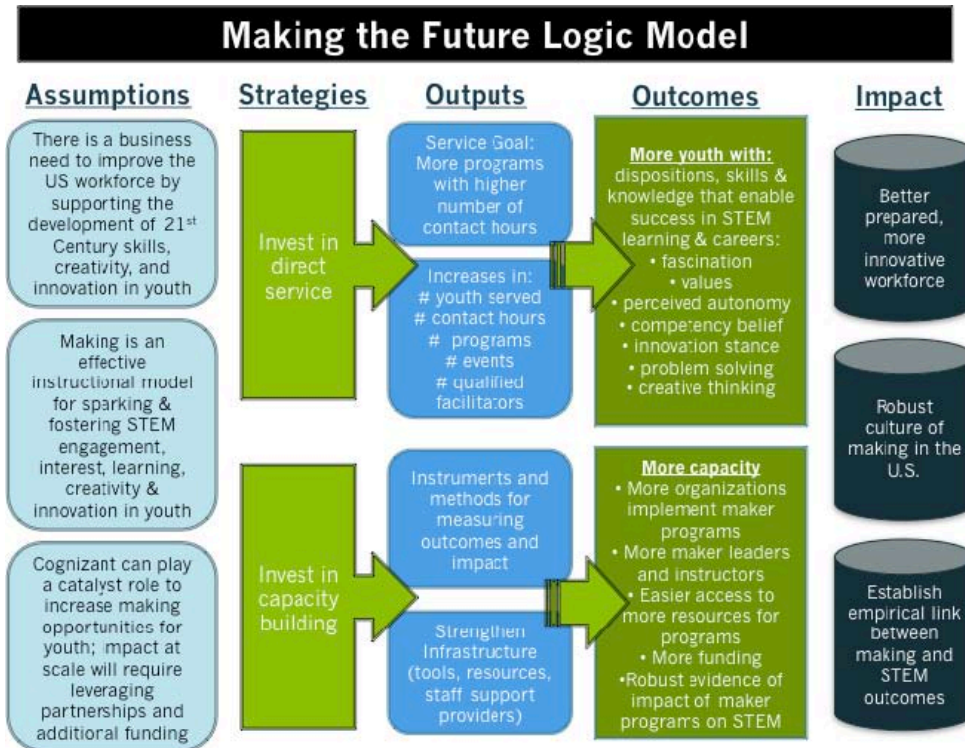 Making the Future Logic Model
Assumptions
There is a business
need to improve the
US workforce by
supporting the
development of 21st
Century skills,
creativity, and
innovation in youth
Making is an
effective
instructional model
for sparking &
fostering STEM
engagement,
interest, learning,
creativity &
innovation in youth
Cognizant can play
a catalyst role to
increase making
opportunities for
youth; impact at
scale will require
leveraging
partnerships and
additional funding
Strategies
Invest in
direct
service
Invest in
capacity
building
Outputs
Service Goal:
More programs
with higher
number of
contact hours
Increases in:
# youth served
# contact hours
# programs
# events
# qualified
facilitators
Instruments and
methods for
measuring
outcomes and
impact
Strengthen
Infrastructure
(tools, resources,
staff support
providers)
Outcomes
More youth with:
dispositions, skills &
knowledge that enable
success in STEM
learning & careers:
• fascination
• values
• perceived autonomy
• competency belief
• innovation stance
• problem solving
• creative thinking
More capacity
• More organizations
implement maker
programs
• More maker leaders
and instructors
• Easier access to
more resources for
programs
• More funding
•Robust evidence of
impact of maker
programs on STEM
Impact
Better
prepared,
more
innovative
workforce
Robust
culture of
making in the
U.S.
Establish
empirical link
between
making and
STEM
outcomes